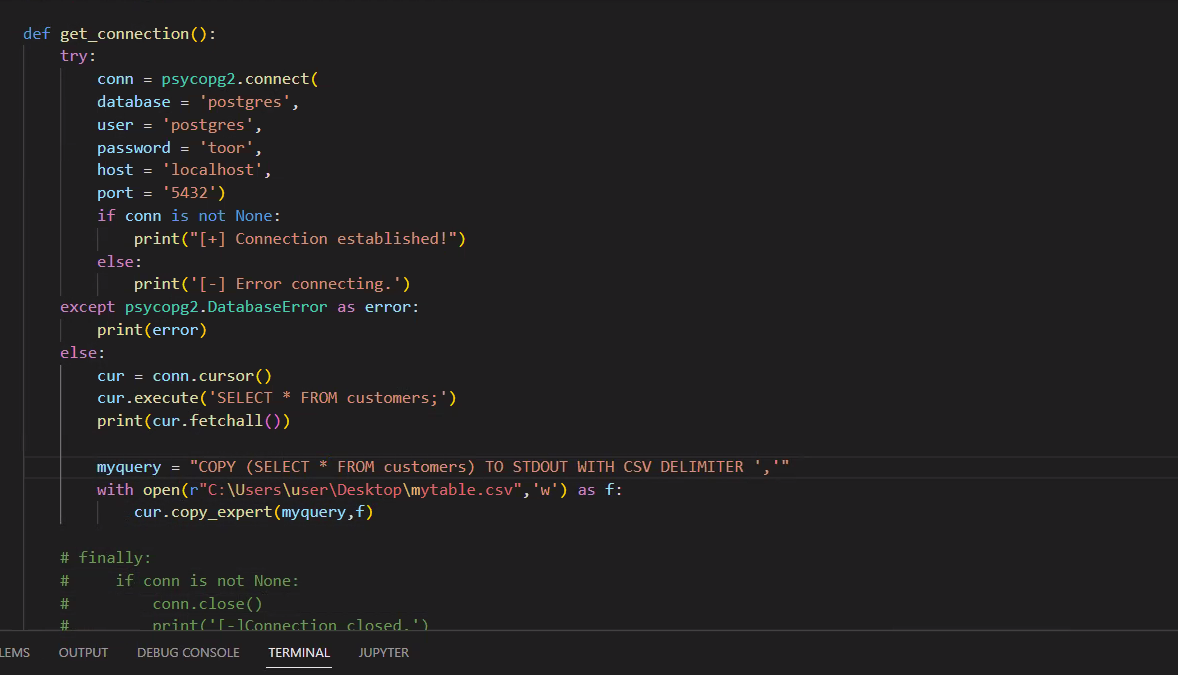 def get_connection():
    try:
        conn = psycopg2.connect(
        database = 'postgres',
        user = 'postgres',
        password = 'toor',
        host = 'localhost',
        port = '5432')
        if conn is not None:
            print("[+] Connection established!")
        else:
            print('[-] Error connecting.')
    except psycopg2.DatabaseError as error:
        print(error)
    else:
        cur = conn.cursor()
        cur.execute('SELECT * FROM customers;')
        print(cur.fetchall())

        myquery = "COPY (SELECT * FROM customers) TO STDOUT WITH CSV DELIMITER ','"
        with open(r"C:\Users\user\Desktop\mytable.csv",'w') as f:
            cur.copy_expert(myquery,f)

    # finally:
    #     if conn is not None:
    #         conn.close()
    #         print('[-]Connection closed.')
LEMS OUTPUT DEBUG CONSOLE TERMINAL JUPYTER